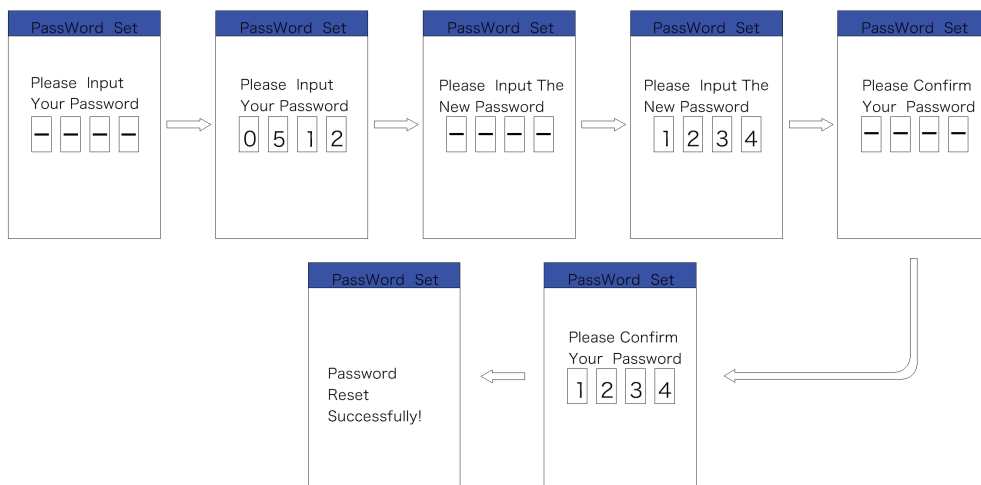 PassWord Set
Please Input
Your Password
- - - -
PassWord Set
Please Input
Your Password
0 5 1 2
PassWord Set
Please Input The
New Password
- - - -
PassWord Set
Please Input The
New Password
1 2 3 4
PassWord Set
Please Confirm
Your Password
- - - -
PassWord Set
Please Confirm
Your Password
1 2 3 4
PassWord Set
Password
Reset
Successfully!